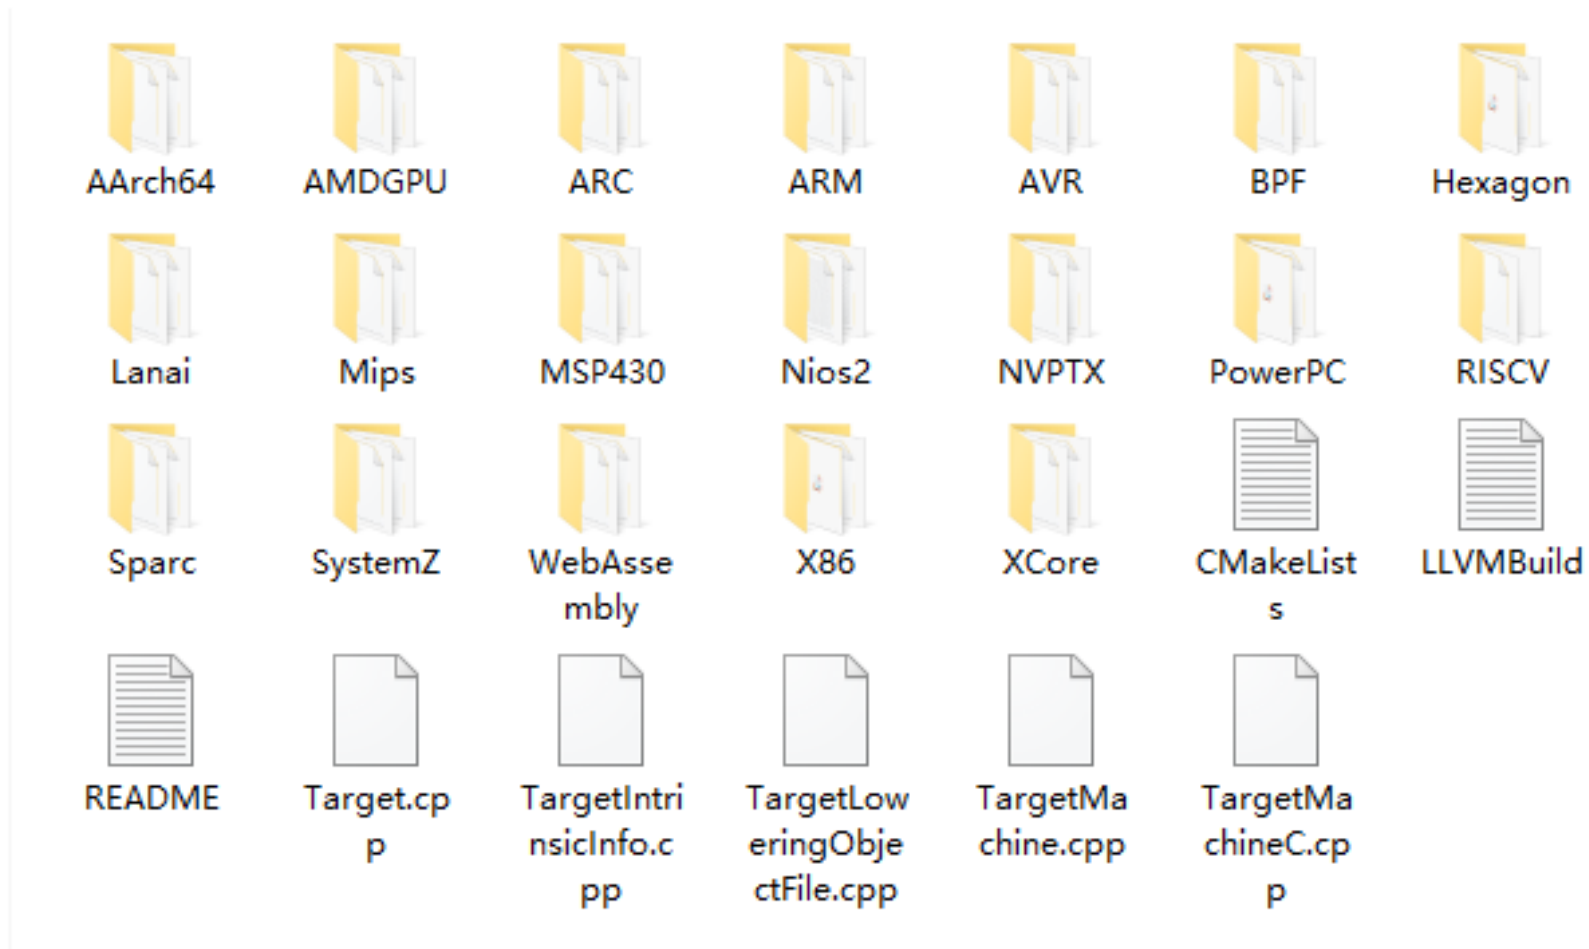 AArch64 AMDGPU ARC ARM AVR BPF Hexagon
Lanai Mips MSP430 Nios2 NVPTX PowerPC RISCV
Sparc SystemZ WebAsse X86 XCore CMakeList LLVMBuild
mbly s
README Target.cp TargetIntri TargetLow TargetMa TargetMa
p nsicInfo.c eringObje chine.cpp chineC.cp
pp ctFile.cpp p